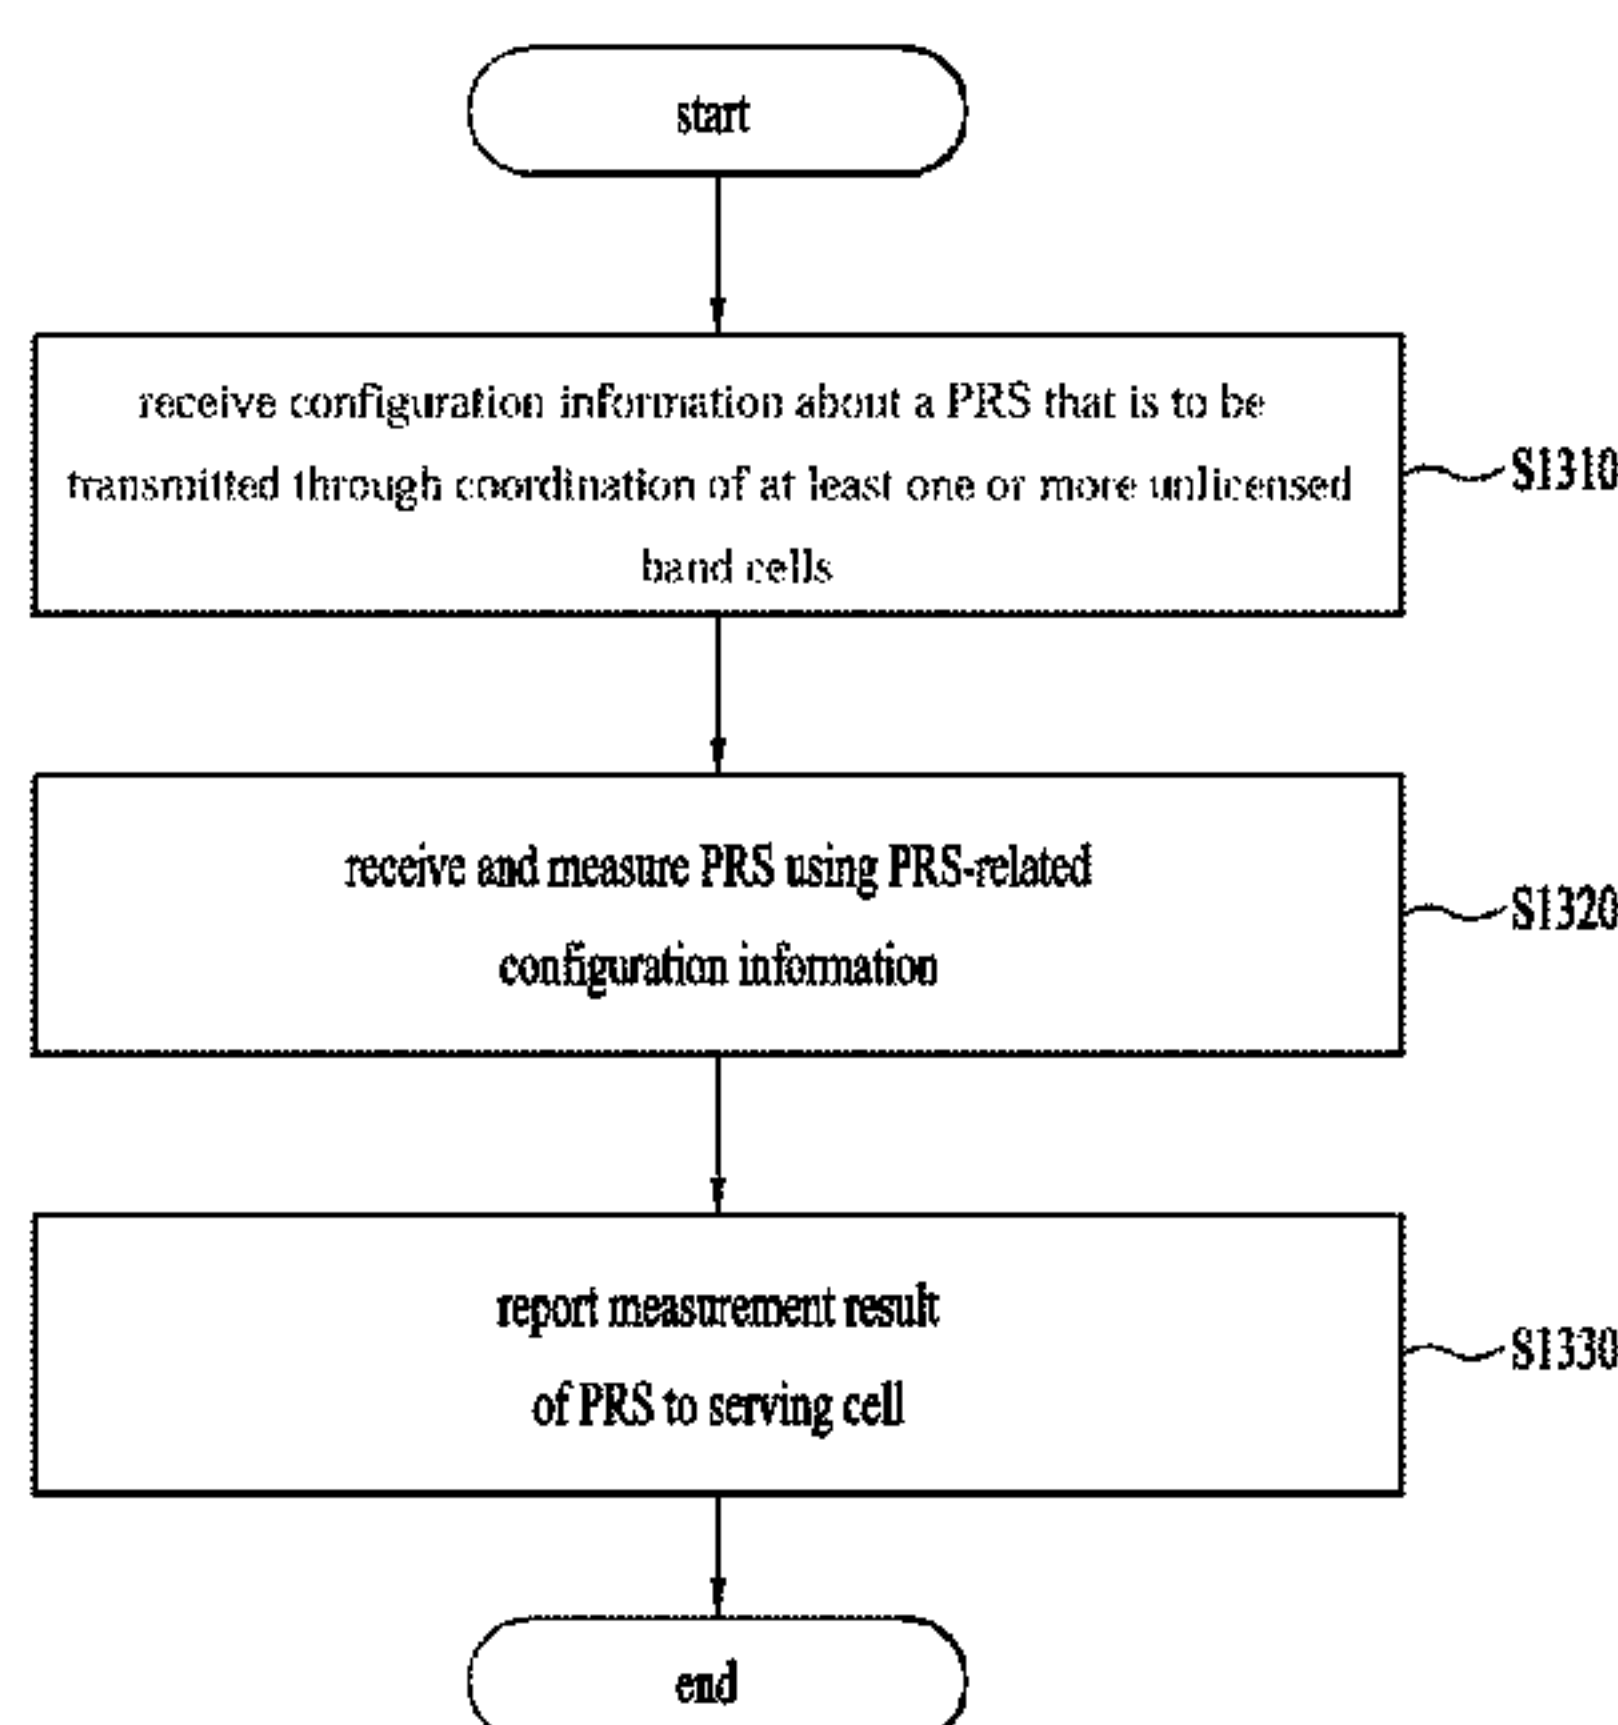 start
receive configuration information about a PRS that is to be
transmitted through coordination of at least one or more unlicensed
band cells
S1310
receive and measure PRS using PRS-related
configuration information
S1320
report measurement result
of PRS to serving cell
S1330
end